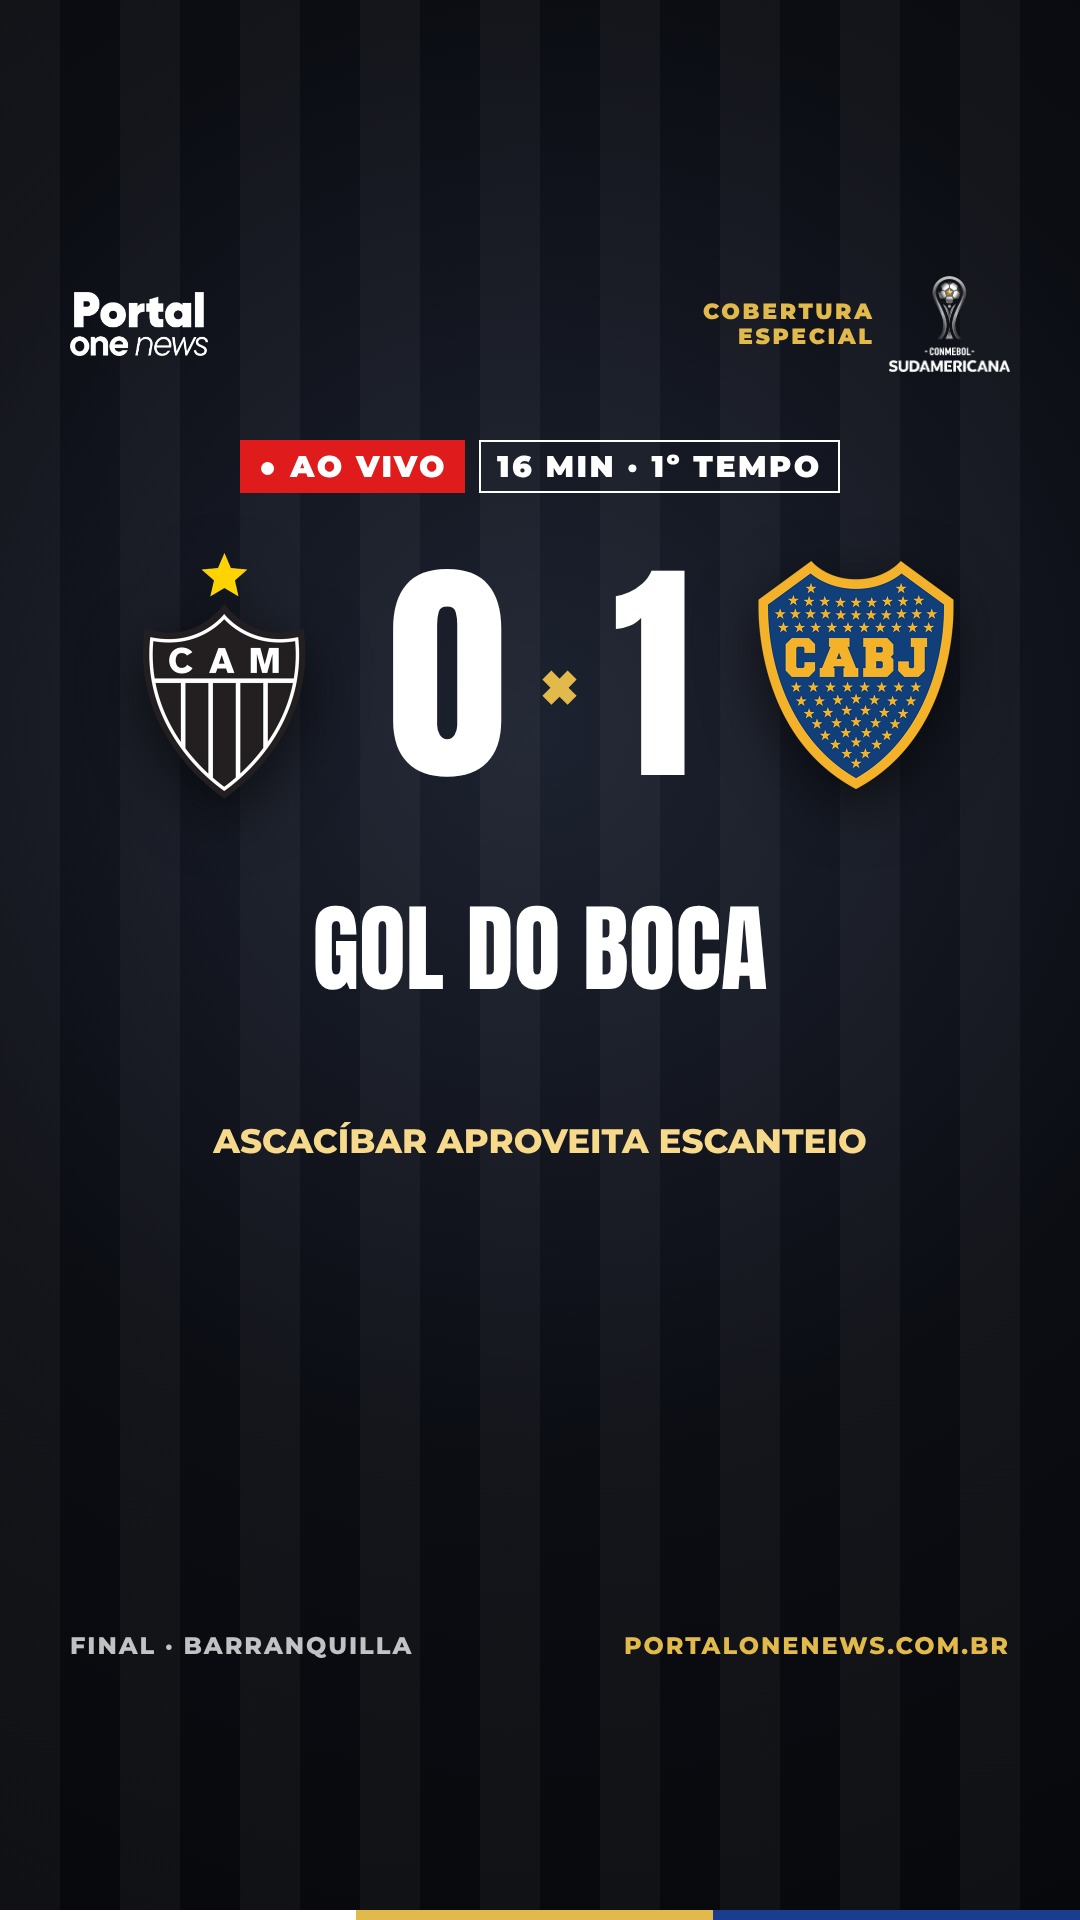 Portal
one news
COBERTURA
ESPECIAL
-CONMEBOL-
SUDAMERICANA
• AO VIVO
16 MIN · 1º TEMPO
CAM
0 × 1
CABJ
GOL DO BOCA
ASCACÍBAR APROVEITA ESCANTEIO
FINAL · BARRANQUILLA
PORTALONENEWS.COM.BR